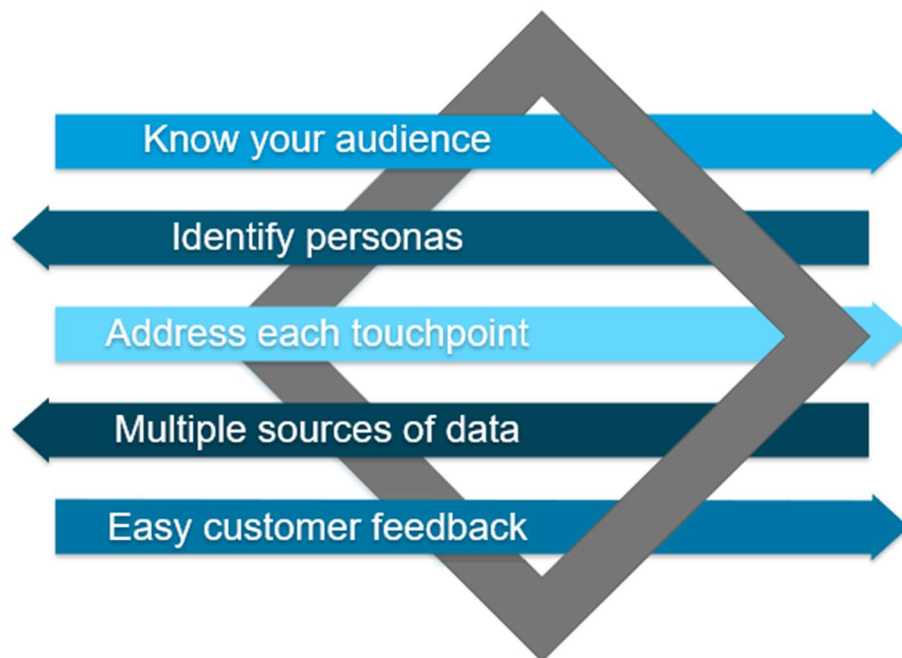 Know your audience
Identify personas
Address each touchpoint
Multiple sources of data
Easy customer feedback